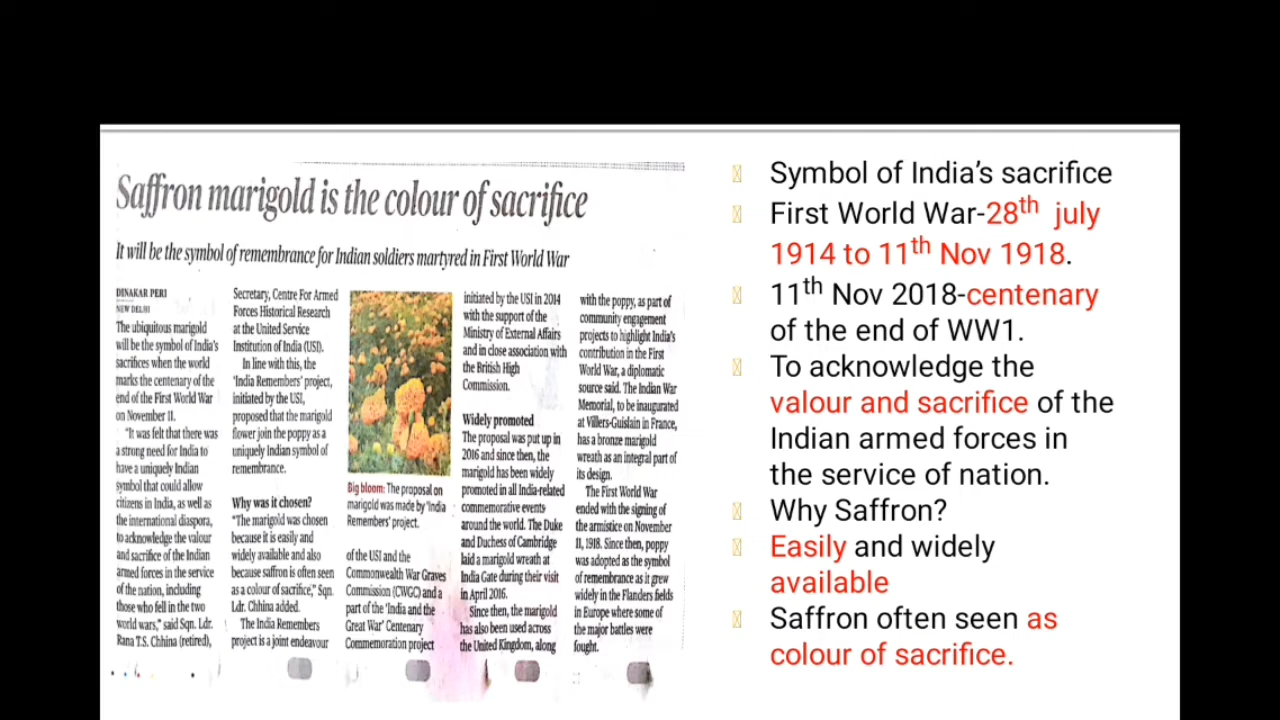 Saffron marigold is the colour of sacrifice
It will be the symbol of remembrance for Indian soldiers martyred in First World War
DINAKAR PERI
NEW DELHI
The ubiquitous marigold
will be the symbol of India's
sacrifices when the world
marks the centenary of the
end of the First World War
on November 11.
"It was felt that there was
a strong need for India to
have a uniquely Indian
symbol that could allow
citizens in India, as well as
the international diaspora,
to acknowledge the valour
and sacrifice of the Indian
armed forces in the service
of the nation, including
those who fell in the two
world wars," said Sqn. Ldr.
Rana T.S. Chhina (retired),
Secretary, Centre For Armed
Forces Historical Research
at the United Service
Institution of India (USI).
In line with this, the
'India Remembers' project,
initiated by the USI,
proposed that the marigold
flower join the poppy as a
uniquely Indian symbol of
remembrance.
Why was it chosen?
"The marigold was chosen
because it is easily and
widely available and also
because saffron is often seen
as a colour of sacrifice," Sqn.
Ldr. Chhina added.
The India Remembers
project is a joint endeavour
Big bloom: The proposal on
marigold was made by 'India
Remembers' project.
of the USI and the
Commonwealth War Graves
Commission (CWGC) and a
part of the 'India and the
Great War' Centenary
Commemoration project
initiated by the USI in 2014
with the support of the
Ministry of External Affairs
and in close association with
the British High
Commission.
Widely promoted
The proposal was put up in
2016 and since then, the
marigold has been widely
promoted in all India-related
commemorative events
around the world. The Duke
and Duchess of Cambridge
laid a marigold wreath at
India Gate during their visit
in April 2016.
Since then, the marigold
has also been used across
the United Kingdom, along
with the poppy, as part of
community engagement
projects to highlight India's
contribution in the First
World War, a diplomatic
source said. The Indian War
Memorial, to be inaugurated
at Villers-Guislain in France,
has a bronze marigold
wreath as an integral part of
its design.
The First World War
ended with the signing of
the armistice on November
11, 1918. Since then, poppy
was adopted as the symbol
of remembrance as it grew
widely in the Flanders fields
in Europe where some of
the major battles were
fought.
Symbol of India's sacrifice
First World War-28th july
1914 to 11th Nov 1918.
11th Nov 2018-centenary
of the end of WW1.
To acknowledge the
valour and sacrifice of the
Indian armed forces in
the service of nation.
Why Saffron?
Easily and widely
available
Saffron often seen as
colour of sacrifice.